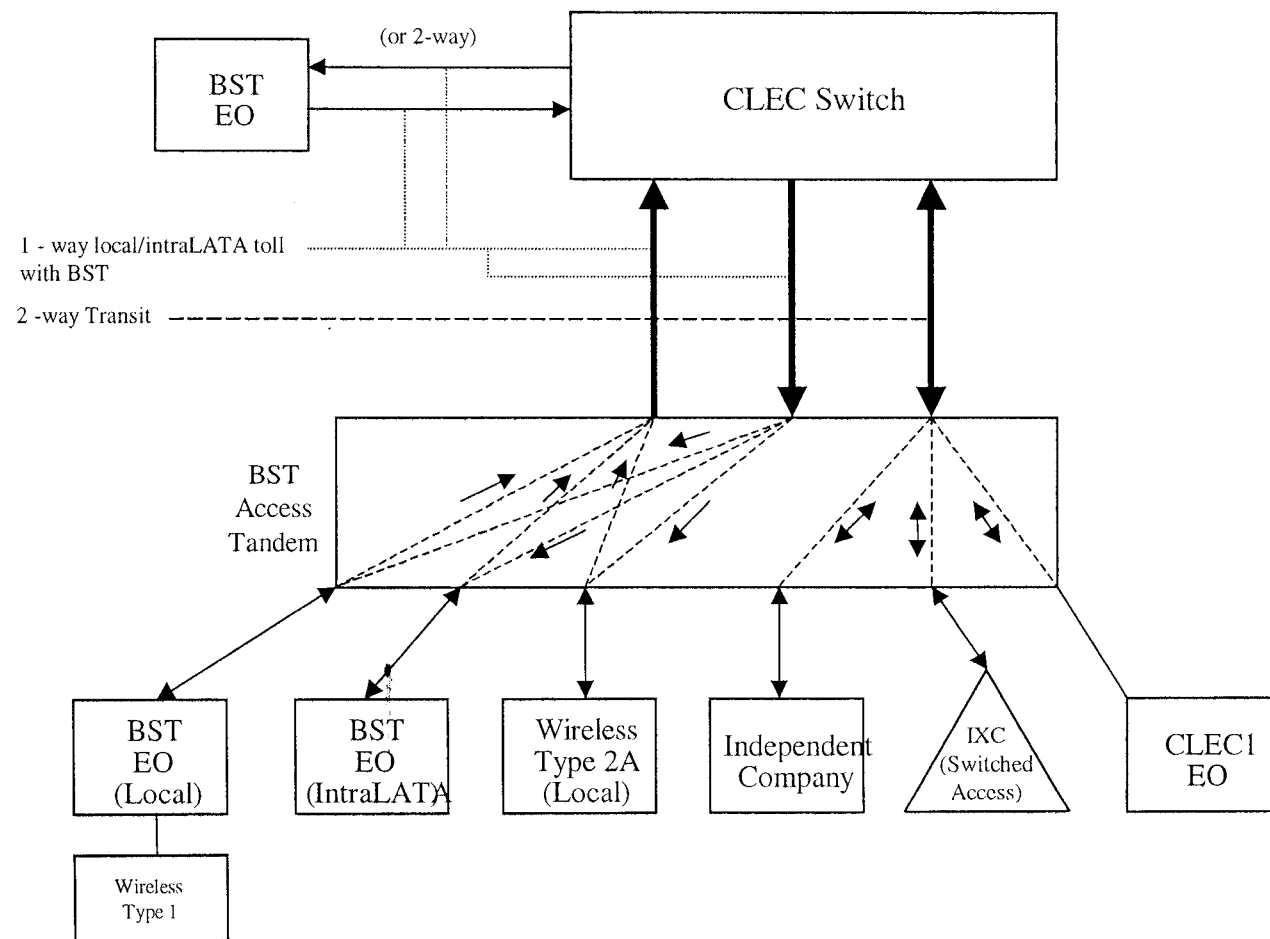 (or 2-way)
BST
EO
CLEC Switch
1 - way local/intraLATA toll
with BST
2 -way Transit
BST
Access
Tandem
BST
EO
(Local)
BST
EO
(IntraLATA)
Wireless
Type 2A
(Local)
Independent
Company
IXC
(Switched
Access)
CLEC1
EO
Wireless
Type 1